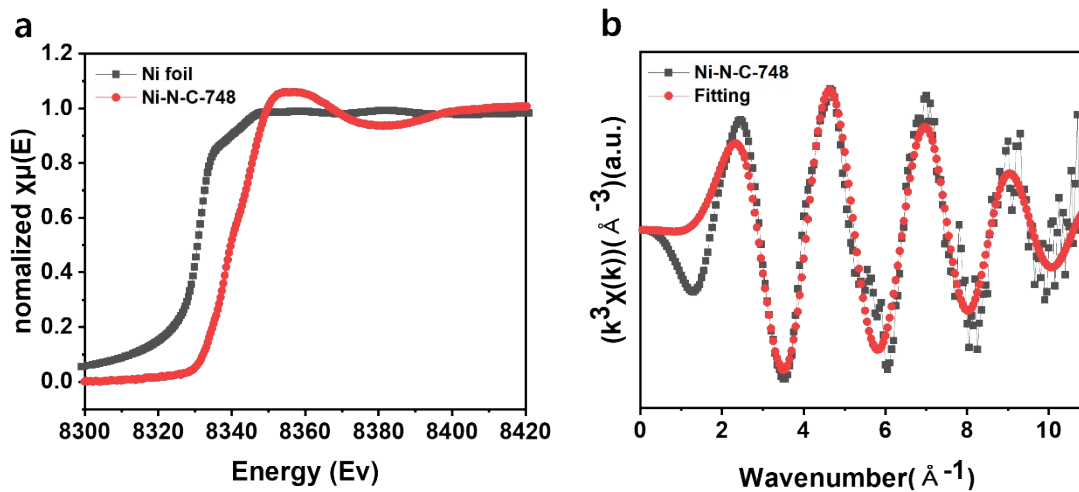 a
nomalized χμ(E)
1.2
1.0
0.8
0.6
0.4
0.2
0.0
Ni foil
Ni-N-C-748
8300 8320 8340 8360 8380 8400 8420
Energy (Ev)
b
(k³χ(k))(Å⁻³)(a.u.)
Ni-N-C-748
Fitting
0 2 4 6 8 10
Wavenumber( Å⁻¹)